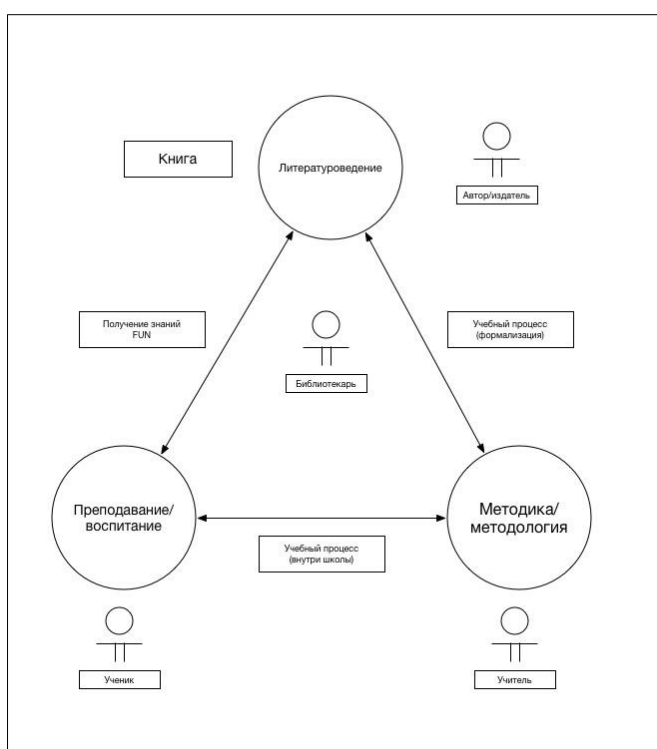 Книга
Литературоведение
Автор/издатель
Получение знаний
FUN
Учебный процесс
(формализация)
Библиотекарь
Преподавание/
воспитание
Методика/
методология
Учебный процесс
(внутри школы)
Ученик
Учитель